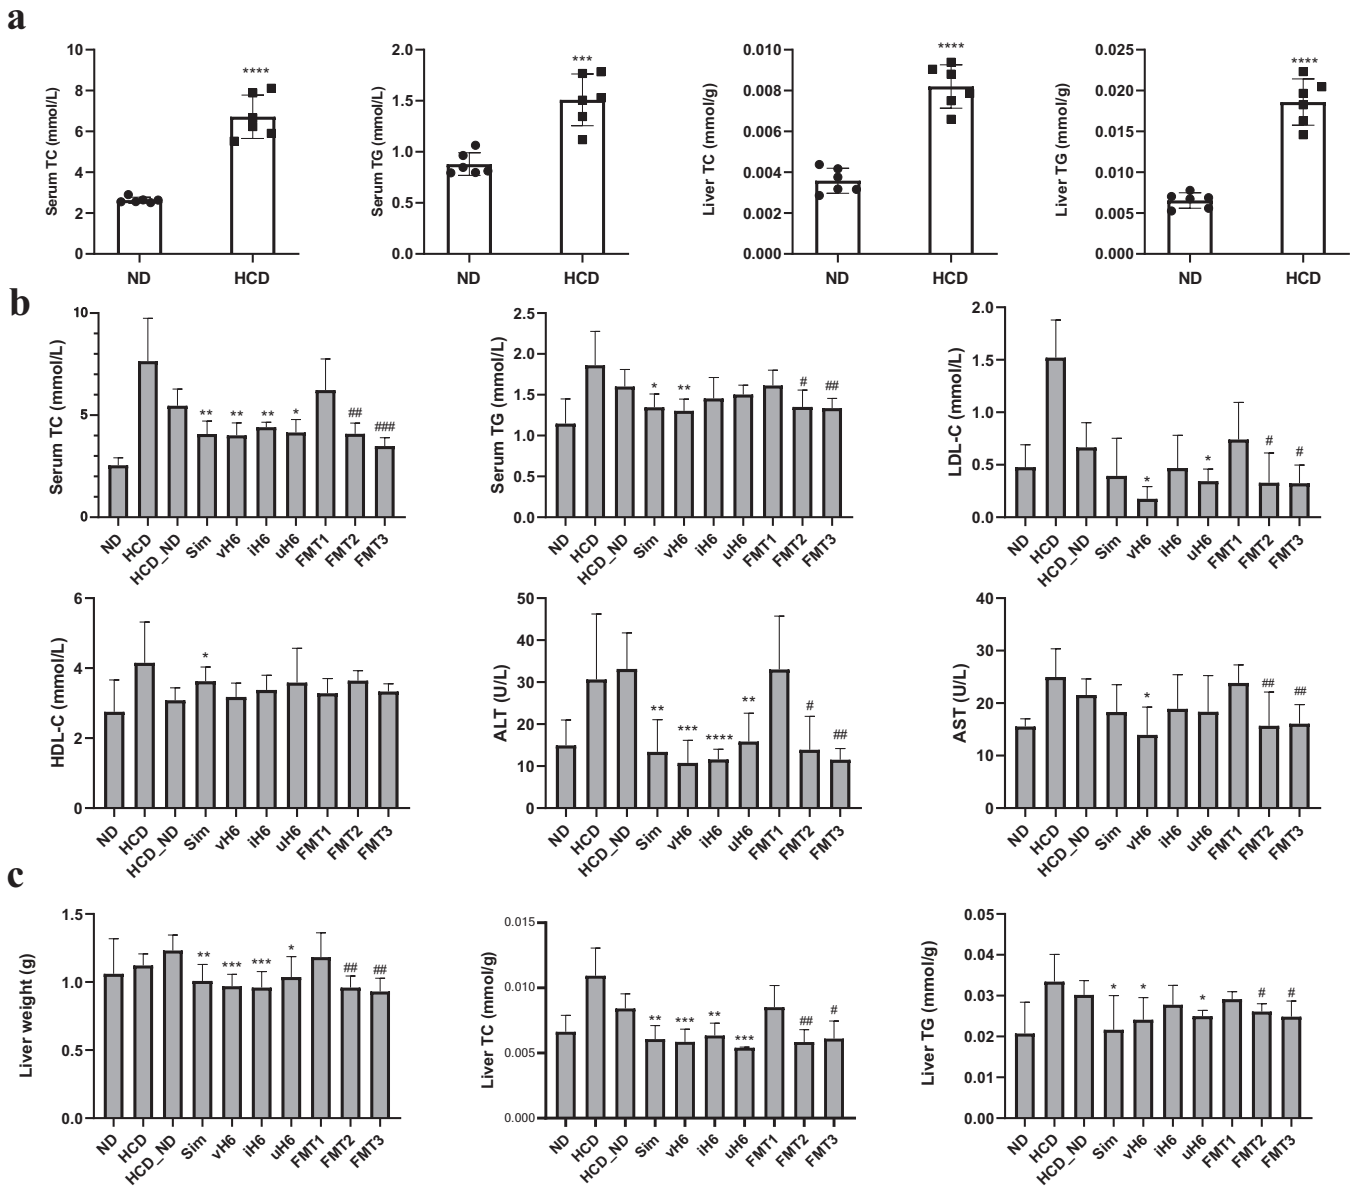 a
10
8
6
4
2
0
Serum TC (mmol/L)
****
ND
HCD
2.0
1.5
1.0
0.5
0.0
Serum TG (mmol/L)
***
ND
HCD
0.010
0.008
0.006
0.004
0.002
0.000
Liver TC (mmol/g)
****
ND
HCD
0.025
0.020
0.015
0.010
0.005
0.000
Liver TG (mmol/g)
****
ND
HCD
b
10
5
0
Serum TC (mmol/L)
** ** ** * ## ###
ND HCD HCD_ND Sim vH6 iH6 uH6 FMT1 FMT2 FMT3
2.5
2.0
1.5
1.0
0.5
0.0
Serum TG (mmol/L)
* ** # ##
ND HCD HCD_ND Sim vH6 iH6 uH6 FMT1 FMT2 FMT3
2.0
1.5
1.0
0.5
0.0
LDL-C (mmol/L)
* * # #
ND HCD HCD_ND Sim vH6 iH6 uH6 FMT1 FMT2 FMT3
6
4
2
0
HDL-C (mmol/L)
*
ND HCD HCD_ND Sim vH6 iH6 uH6 FMT1 FMT2 FMT3
50
40
30
20
10
0
ALT (U/L)
** *** **** ** # ##
ND HCD HCD_ND Sim vH6 iH6 uH6 FMT1 FMT2 FMT3
40
30
20
10
0
AST (U/L)
* ## ##
ND HCD HCD_ND Sim vH6 iH6 uH6 FMT1 FMT2 FMT3
c
1.5
1.0
0.5
0.0
Liver weight (g)
** *** *** * ## ##
ND HCD HCD_ND Sim vH6 iH6 uH6 FMT1 FMT2 FMT3
0.015
0.010
0.005
0.000
Liver TC (mmol/g)
** *** ** *** ## #
ND HCD HCD_ND Sim vH6 iH6 uH6 FMT1 FMT2 FMT3
0.05
0.04
0.03
0.02
0.01
0.00
Liver TG (mmol/g)
* * * # #
ND HCD HCD_ND Sim vH6 iH6 uH6 FMT1 FMT2 FMT3